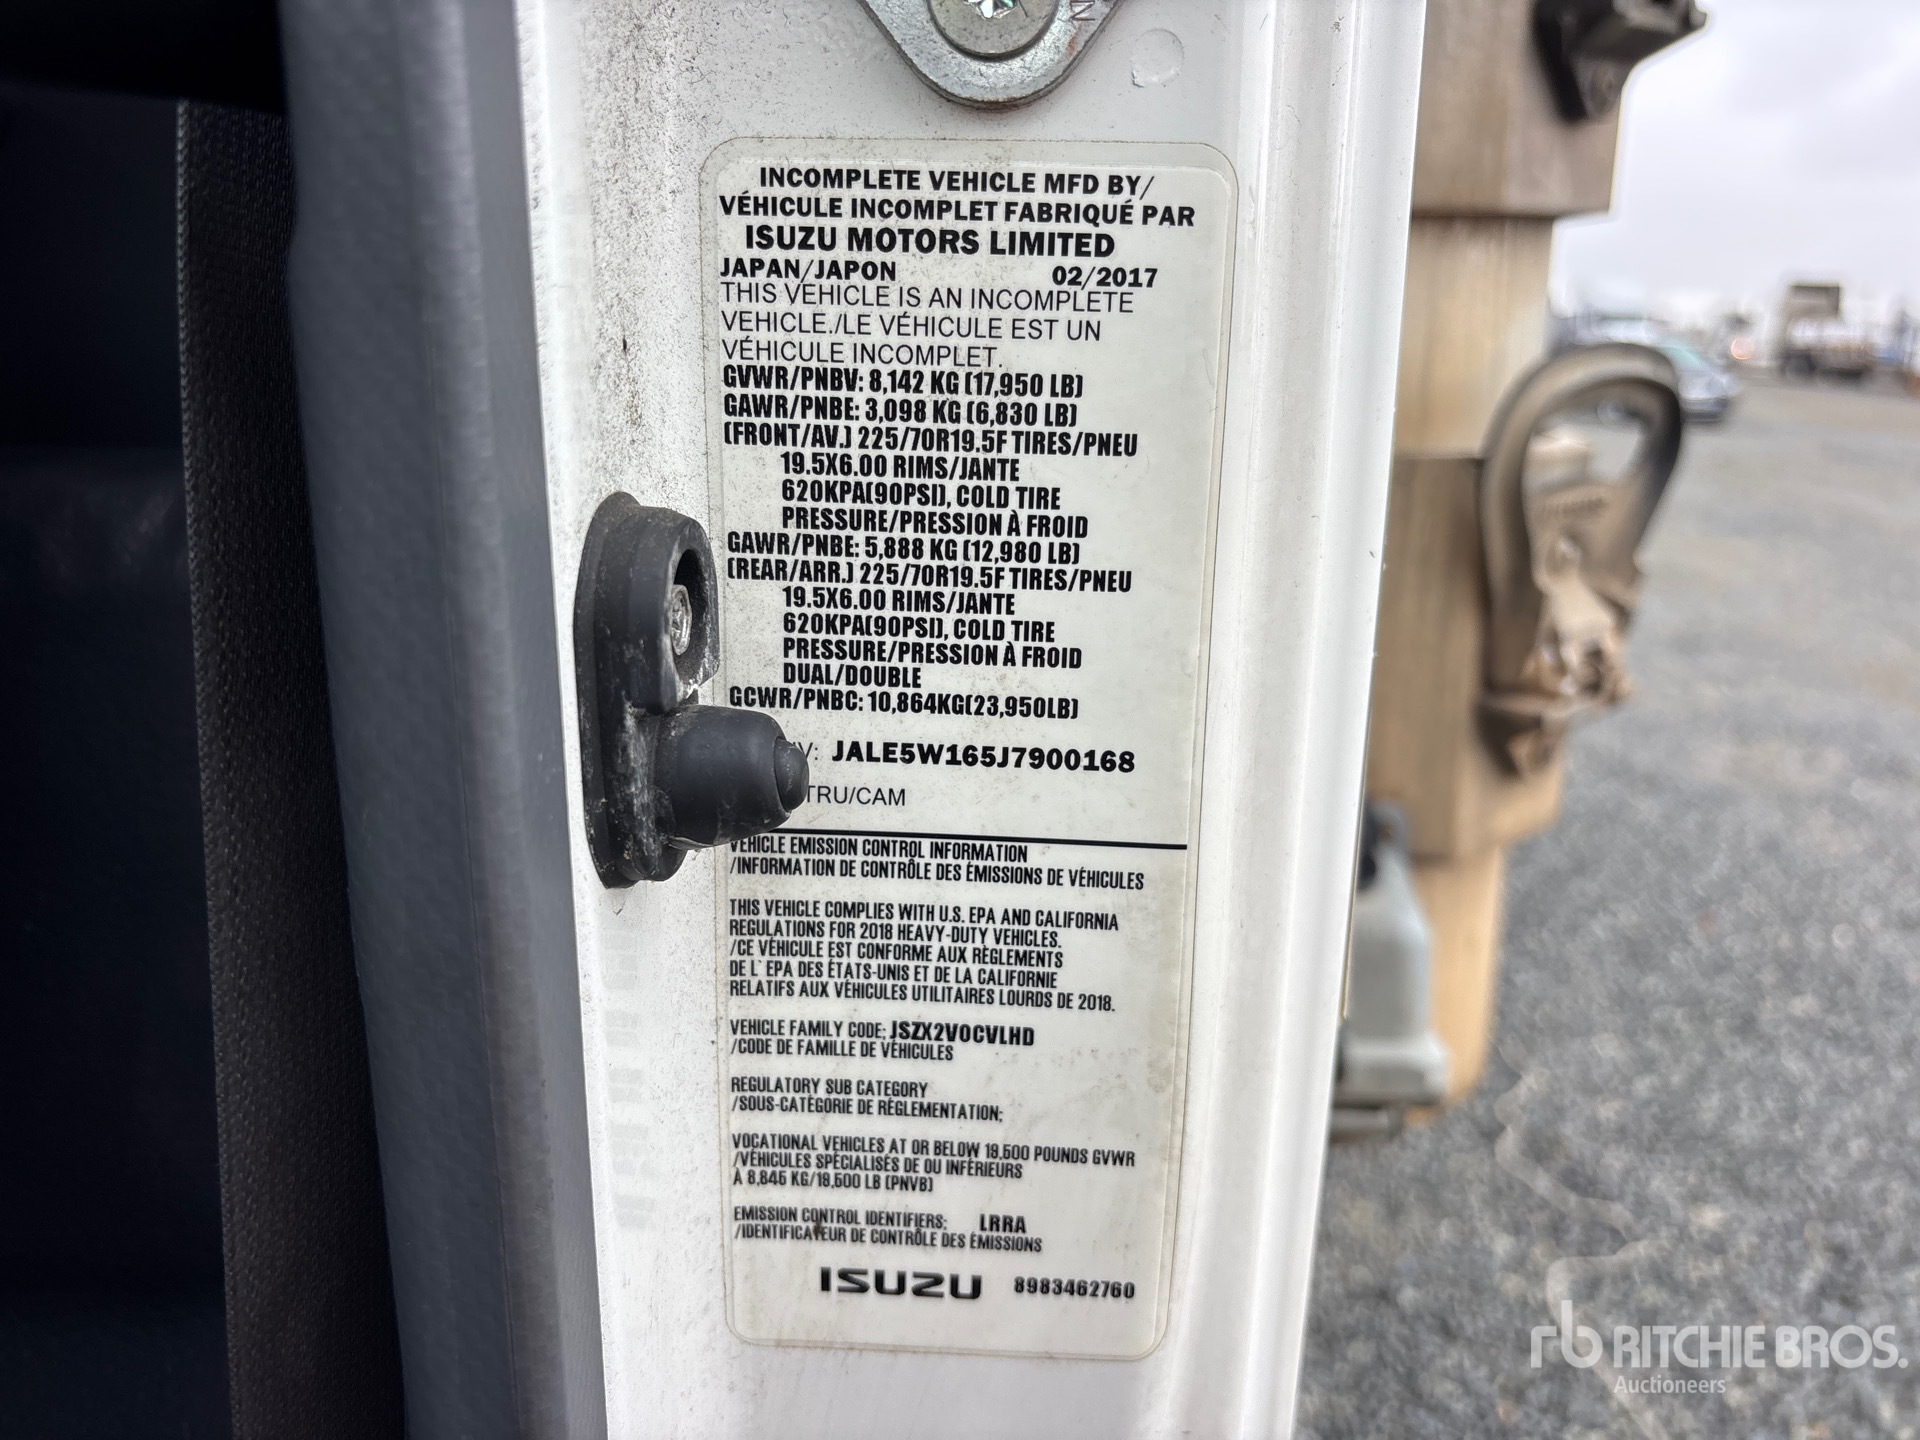 INCOMPLETE VEHICLE MFD BY/
VÉHICULE INCOMPLET FABRIQUÉ PAR
ISUZU MOTORS LIMITED
JAPAN/JAPON 02/2017
THIS VEHICLE IS AN INCOMPLETE
VEHICLE./LE VÉHICULE EST UN
VÉHICULE INCOMPLET.
GVWR/PNBV: 8,142 KG (17,950 LB)
GAWR/PNBE: 3,098 KG (6,830 LB)
(FRONT/AV.) 225/70R19.5F TIRES/PNEU
19.5X6.00 RIMS/JANTE
620KPA(90PSI), COLD TIRE
PRESSURE/PRESSION À FROID
GAWR/PNBE: 5,888 KG (12,980 LB)
(REAR/ARR.) 225/70R19.5F TIRES/PNEU
19.5X6.00 RIMS/JANTE
620KPA(90PSI), COLD TIRE
PRESSURE/PRESSION À FROID
DUAL/DOUBLE
GCWR/PNBC: 10,864KG(23,950LB)
V: JALE5W165J7900168
TRU/CAM
VEHICLE EMISSION CONTROL INFORMATION
/INFORMATION DE CONTRÔLE DES ÉMISSIONS DE VÉHICULES
THIS VEHICLE COMPLIES WITH U.S. EPA AND CALIFORNIA
REGULATIONS FOR 2018 HEAVY-DUTY VEHICLES.
/CE VÉHICULE EST CONFORME AUX RÈGLEMENTS
DE L' EPA DES ÉTATS-UNIS ET DE LA CALIFORNIE
RELATIFS AUX VÉHICULES UTILITAIRES LOURDS DE 2018.
VEHICLE FAMILY CODE: JSZX2VOCVLHD
/CODE DE FAMILLE DE VÉHICULES
REGULATORY SUB CATEGORY
/SOUS-CATÉGORIE DE RÉGLEMENTATION:
VOCATIONAL VEHICLES AT OR BELOW 19,500 POUNDS GVWR
/VÉHICULES SPÉCIALISÉS DE OU INFÉRIEURS
À 8,845 KG/19,500 LB (PNVB)
EMISSION CONTROL IDENTIFIERS: LRRA
/IDENTIFICATEUR DE CONTRÔLE DES ÉMISSIONS
ISUZU 8983462760
rb RITCHIE BROS.
Auctioneers